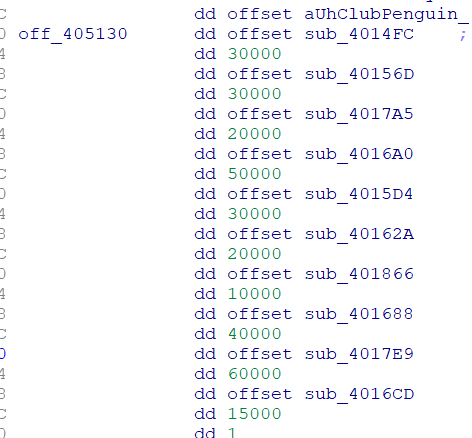 C dd offset aUhClubPenguin_
0 off_405130 dd offset sub_4014FC ;
4 dd 30000
8 dd offset sub_40156D
C dd 30000
0 dd offset sub_4017A5
4 dd 20000
8 dd offset sub_4016A0
C dd 50000
0 dd offset sub_4015D4
4 dd 30000
8 dd offset sub_40162A
C dd 20000
0 dd offset sub_401866
4 dd 10000
8 dd offset sub_401688
C dd 40000
0 dd offset sub_4017E9
4 dd 60000
8 dd offset sub_4016CD
C dd 15000
0 dd 1